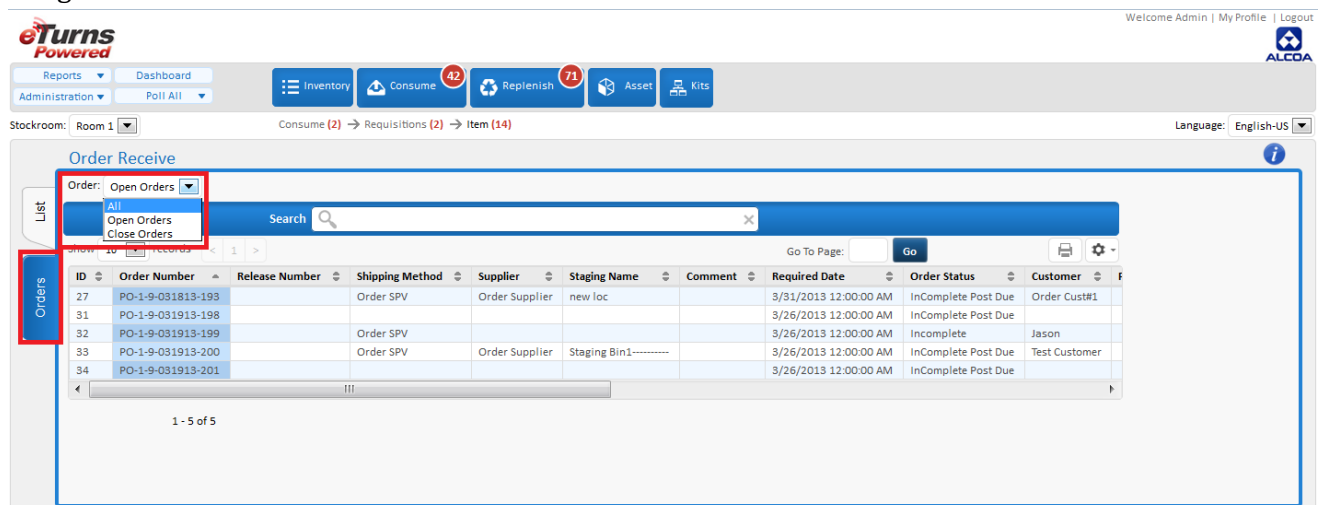 Welcome Admin | My Profile | Logout
eTurns
Powered
ALCOA
Reports Dashboard
Administration Poll All
Inventory Consume 42 Replenish 71 Asset Kits
Stockroom: Room 1 Consume (2) → Requisitions (2) → Item (14) Language: English-US
Order Receive
List
Orders
Order: Open Orders
All
Open Orders
Close Orders
Search
Show 10 records < 1 > Go To Page: Go
ID Order Number Release Number Shipping Method Supplier Staging Name Comment Required Date Order Status Customer
27 PO-1-9-031813-193 Order SPV Order Supplier new loc 3/31/2013 12:00:00 AM InComplete Post Due Order Cust#1
31 PO-1-9-031913-198 3/26/2013 12:00:00 AM InComplete Post Due
32 PO-1-9-031913-199 Order SPV 3/26/2013 12:00:00 AM Incomplete Jason
33 PO-1-9-031913-200 Order SPV Order Supplier Staging Bin1---------- 3/26/2013 12:00:00 AM InComplete Post Due Test Customer
34 PO-1-9-031913-201 3/26/2013 12:00:00 AM InComplete Post Due
1 - 5 of 5